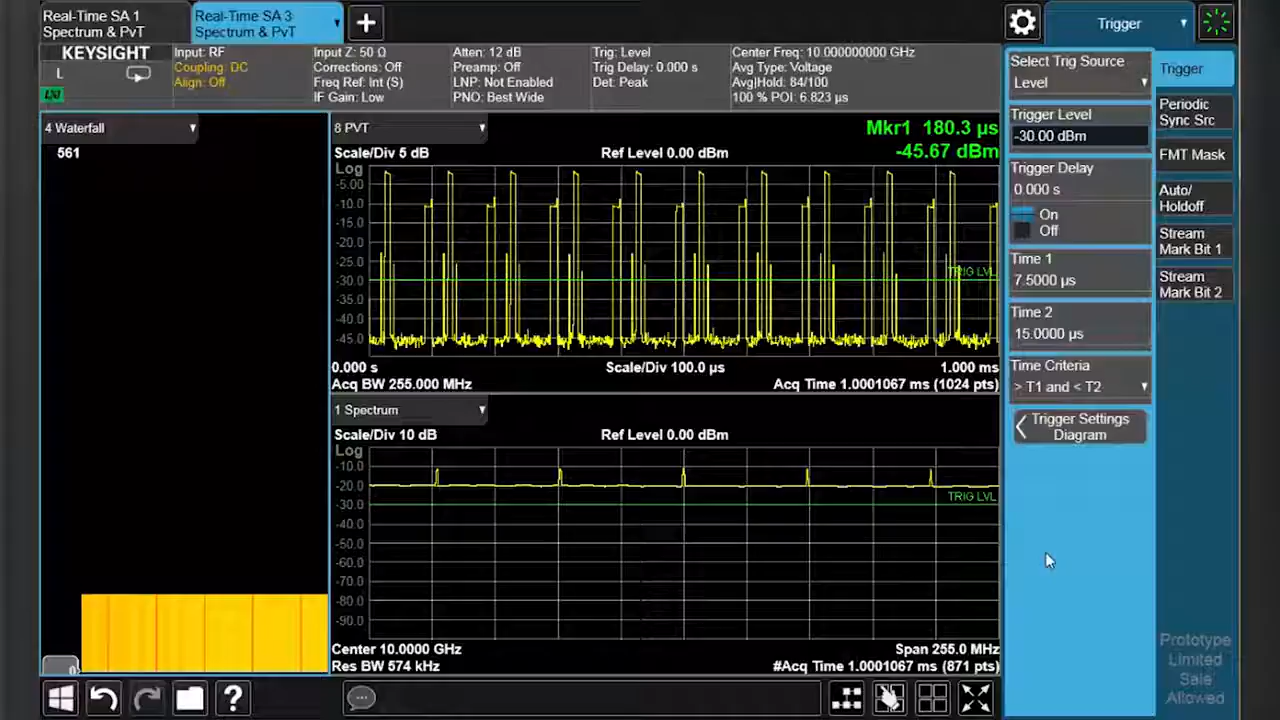 Real-Time SA 1
Spectrum & PvT
Real-Time SA 3
Spectrum & PvT
Trigger
KEYSIGHT
L
Input: RF
Coupling: DC
Align: Off
Input Z: 50 Ω
Corrections: Off
Freq Ref: Int (S)
IF Gain: Low
Atten: 12 dB
Preamp: Off
LNP: Not Enabled
PNO: Best Wide
Trig: Level
Trig Delay: 0.000 s
Det: Peak
Center Freq: 10.000000000 GHz
Avg Type: Voltage
Avg|Hold: 84/100
100 % POI: 6.823 µs
4 Waterfall
561
0
8 PVT
Mkr1 180.3 µs
-45.67 dBm
Scale/Div 5 dB
Ref Level 0.00 dBm
Log
-5.00
-10.0
-15.0
-20.0
-25.0
-30.0
-35.0
-40.0
-45.0
TRIG LVL
0.000 s
Scale/Div 100.0 µs
1.000 ms
Acq BW 255.000 MHz
Acq Time 1.0001067 ms (1024 pts)
1 Spectrum
Scale/Div 10 dB
Ref Level 0.00 dBm
Log
-10.0
-20.0
-30.0
-40.0
-50.0
-60.0
-70.0
-80.0
-90.0
TRIG LVL
Center 10.0000 GHz
Span 255.0 MHz
Res BW 574 kHz
#Acq Time 1.0001067 ms (871 pts)
Select Trig Source
Level
Trigger Level
-30.00 dBm
Trigger Delay
0.000 s
On
Off
Time 1
7.5000 µs
Time 2
15.0000 µs
Time Criteria
> T1 and < T2
Trigger Settings
Diagram
Trigger
Periodic
Sync Src
FMT Mask
Auto/
Holdoff
Stream
Mark Bit 1
Stream
Mark Bit 2
Prototype
Limited
Sale
Allowed
?